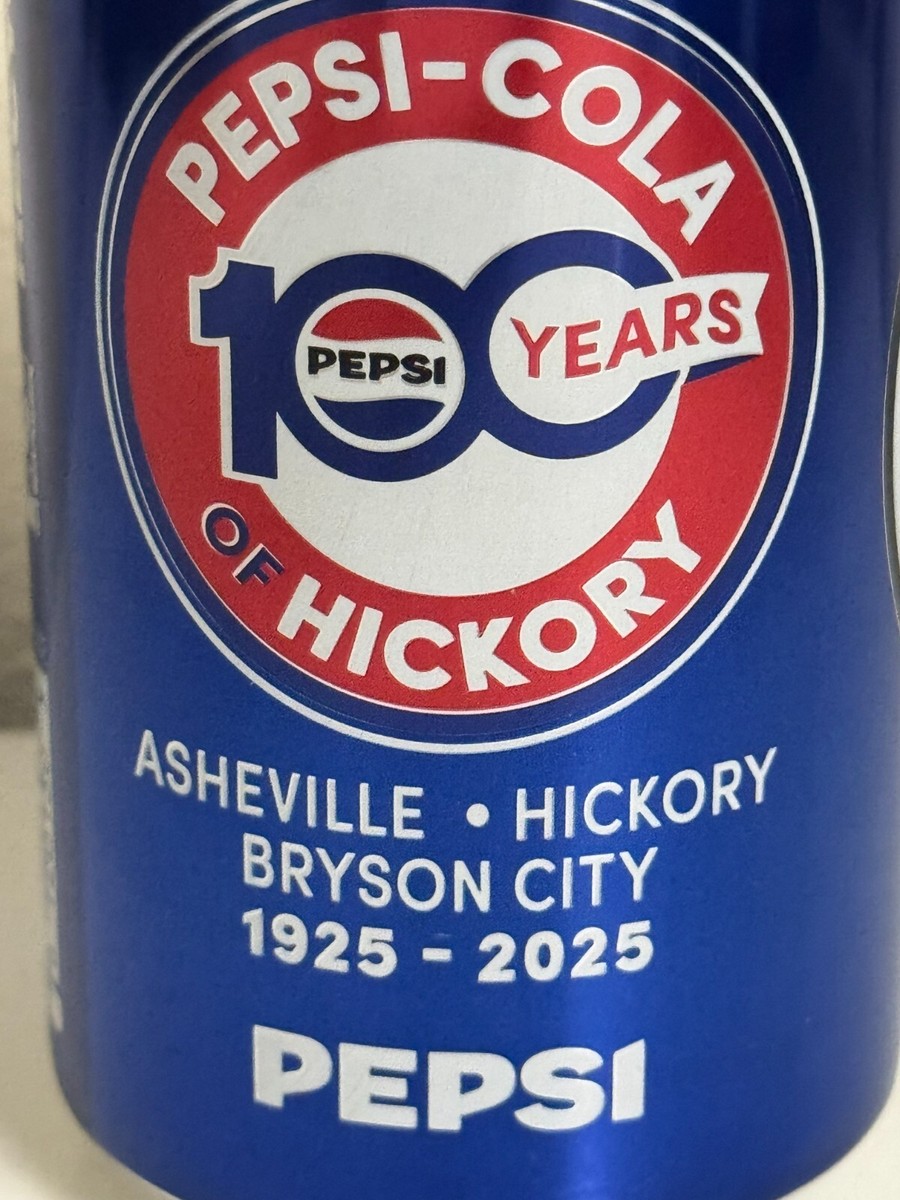 PEPSI-COLA
100 YEARS
PEPSI
OF HICKORY
ASHEVILLE • HICKORY
BRYSON CITY
1925 - 2025
PEPSI